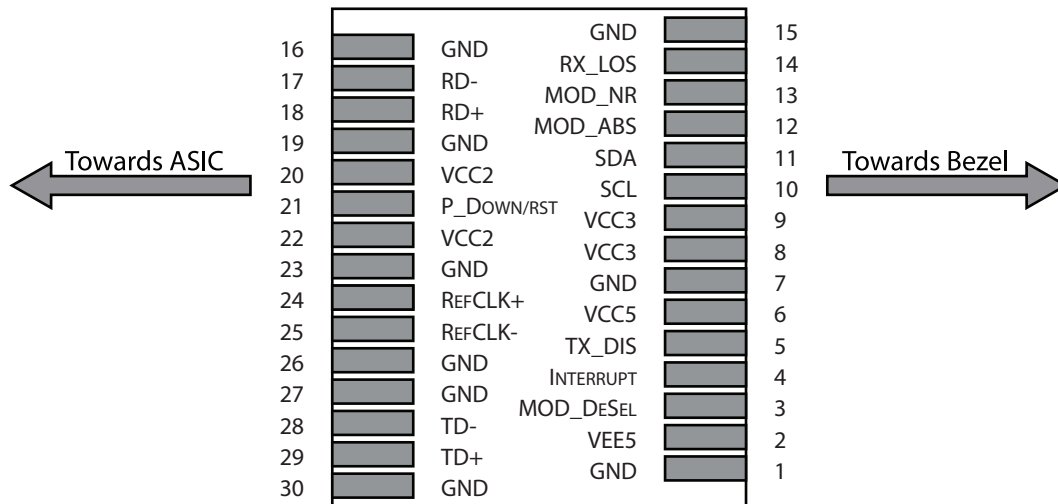 GND 15
16 GND
RX_LOS 14
17 RD-
MOD_NR 13
18 RD+
MOD_ABS 12
19 GND
SDA 11
Towards ASIC
Towards Bezel
20 VCC2
SCL 10
21 P_DOWN/RST
VCC3 9
22 VCC2
VCC3 8
23 GND
GND 7
24 REFCLK+
VCC5 6
25 REFCLK-
TX_DIS 5
26 GND
INTERRUPT 4
27 GND
MOD_DESEL 3
28 TD-
VEE5 2
29 TD+
GND 1
30 GND